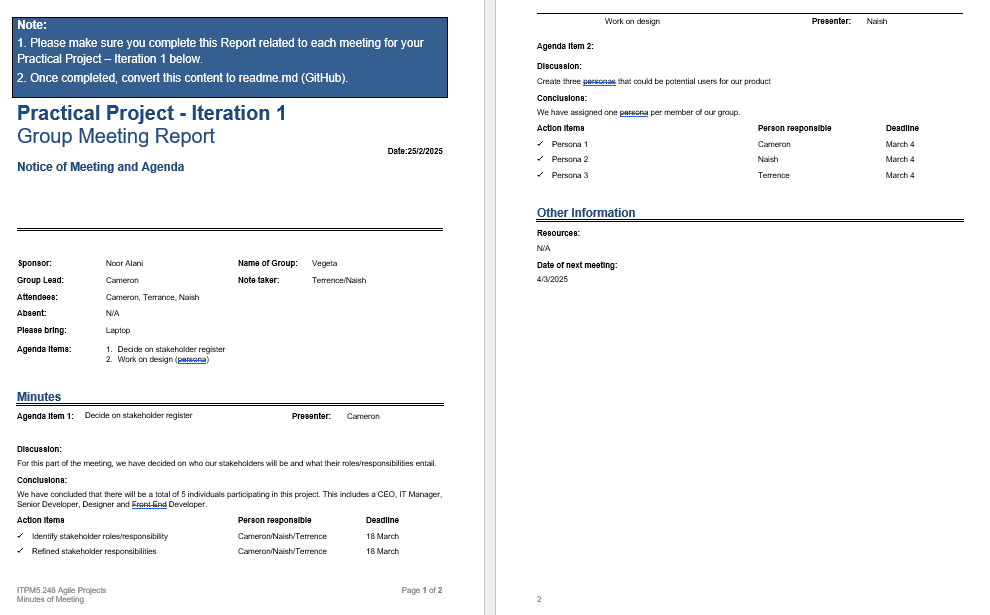 Note:
1. Please make sure you complete this Report related to each meeting for your
Practical Project – Iteration 1 below.
2. Once completed, convert this content to readme.md (GitHub).
Practical Project - Iteration 1
Group Meeting Report
Date:25/2/2025
Notice of Meeting and Agenda
Sponsor: Noor Alani Name of Group: Vegeta
Group Lead: Cameron Note taker: Terrence/Naish
Attendees: Cameron, Terrance, Naish
Absent: N/A
Please bring: Laptop
Agenda Items: 1. Decide on stakeholder register
2. Work on design (persona)
Minutes
Agenda Item 1: Decide on stakeholder register Presenter: Cameron
Discussion:
For this part of the meeting, we have decided on who our stakeholders will be and what their roles/responsibilities entail.
Conclusions:
We have concluded that there will be a total of 5 individuals participating in this project. This includes a CEO, IT Manager,
Senior Developer, Designer and Front End Developer.
Action Items Person responsible Deadline
✓ Identify stakeholder roles/responsibility Cameron/Naish/Terrence 18 March
✓ Refined stakeholder responsibilities Cameron/Naish/Terrence 18 March
ITPM5.248 Agile Projects Page 1 of 2
Minutes of Meeting
Work on design Presenter: Naish
Agenda Item 2:
Discussion:
Create three personas that could be potential users for our product
Conclusions:
We have assigned one persona per member of our group.
Action Items Person responsible Deadline
✓ Persona 1 Cameron March 4
✓ Persona 2 Naish March 4
✓ Persona 3 Terrence March 4
Other Information
Resources:
N/A
Date of next meeting:
4/3/2025
2